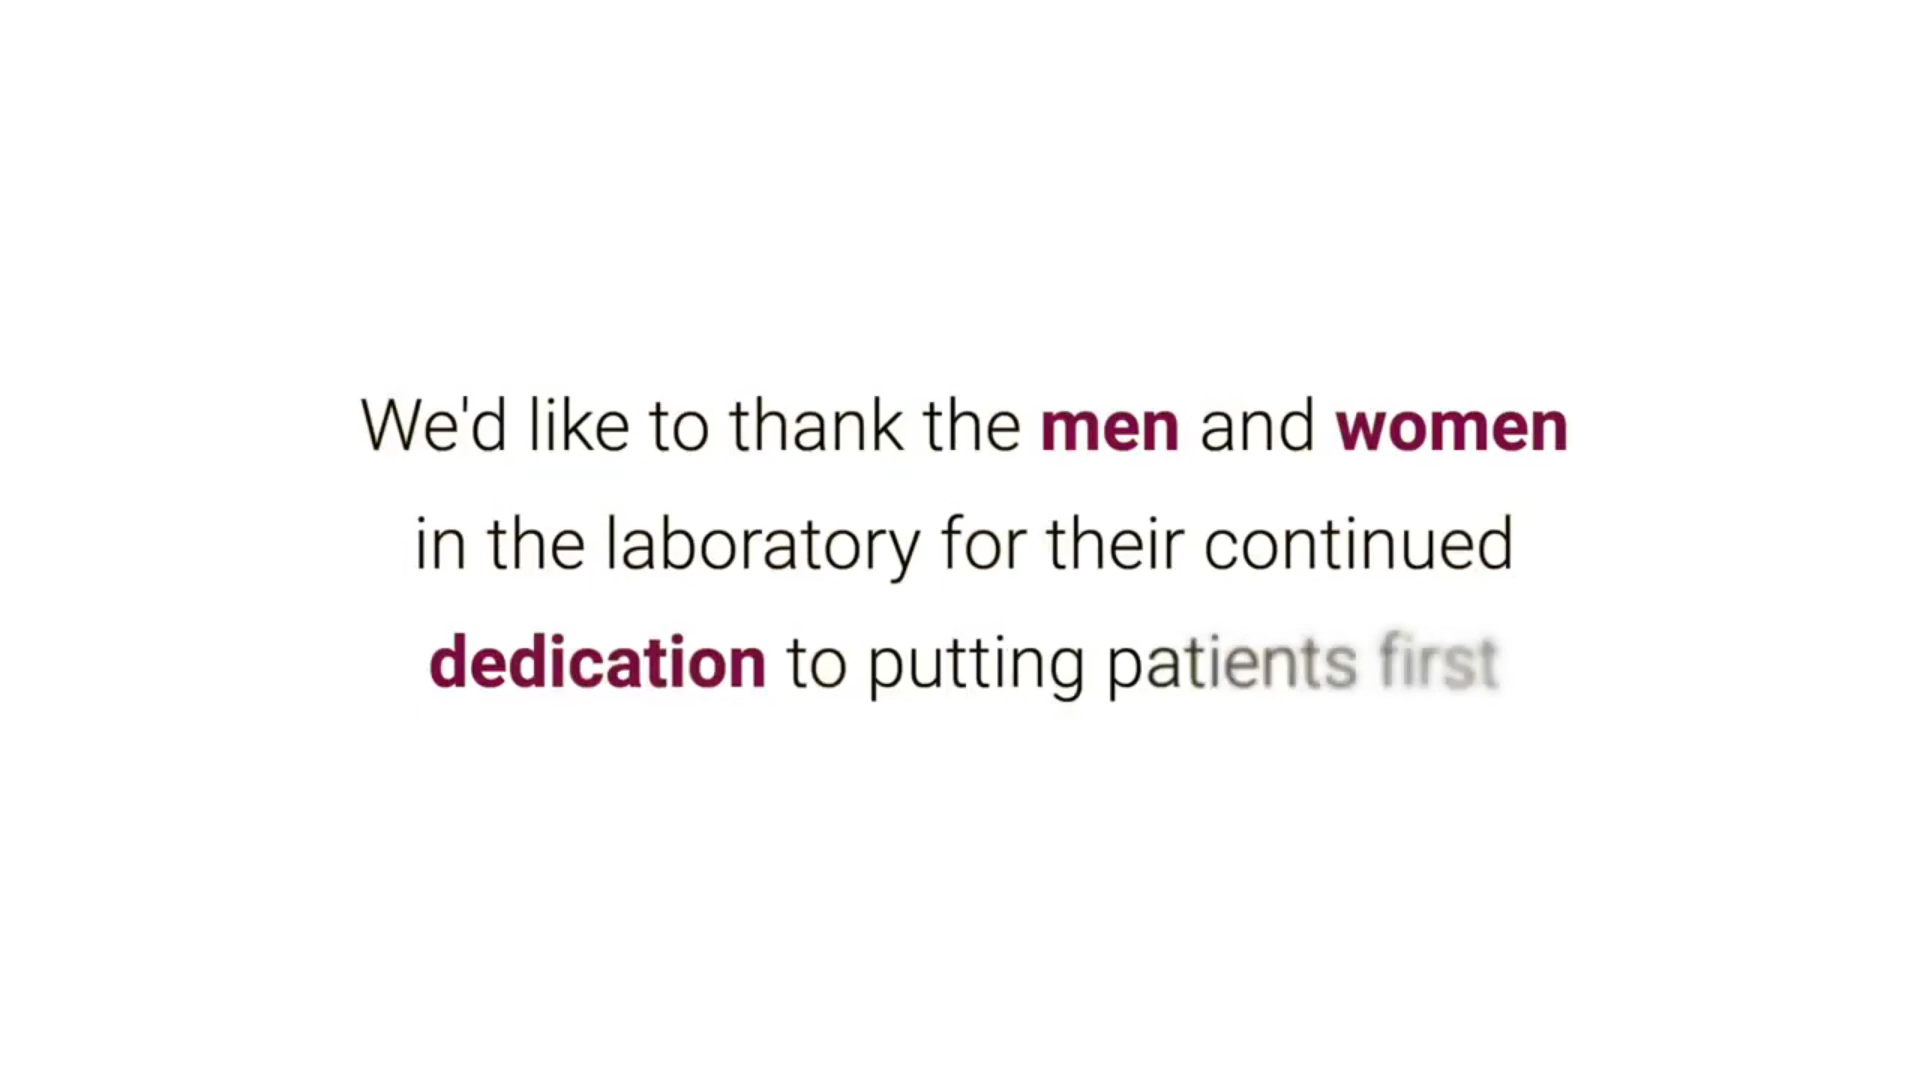 We'd like to thank the men and women
in the laboratory for their continued
dedication to putting patients first